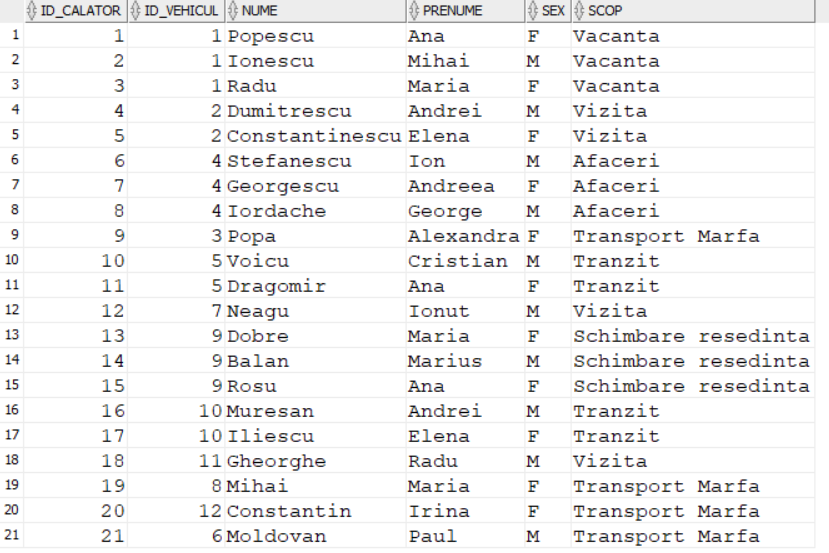 ID_CALATOR ID_VEHICUL NUME PRENUME SEX SCOP
1 1 1 Popescu Ana F Vacanta
2 2 1 Ionescu Mihai M Vacanta
3 3 1 Radu Maria F Vacanta
4 4 2 Dumitrescu Andrei M Vizita
5 5 2 Constantinescu Elena F Vizita
6 6 4 Stefanescu Ion M Afaceri
7 7 4 Georgescu Andreea F Afaceri
8 8 4 Iordache George M Afaceri
9 9 3 Popa Alexandra F Transport Marfa
10 10 5 Voicu Cristian M Tranzit
11 11 5 Dragomir Ana F Tranzit
12 12 7 Neagu Ionut M Vizita
13 13 9 Dobre Maria F Schimbare resedinta
14 14 9 Balan Marius M Schimbare resedinta
15 15 9 Rosu Ana F Schimbare resedinta
16 16 10 Muresan Andrei M Tranzit
17 17 10 Iliescu Elena F Tranzit
18 18 11 Gheorghe Radu M Vizita
19 19 8 Mihai Maria F Transport Marfa
20 20 12 Constantin Irina F Transport Marfa
21 21 6 Moldovan Paul M Transport Marfa